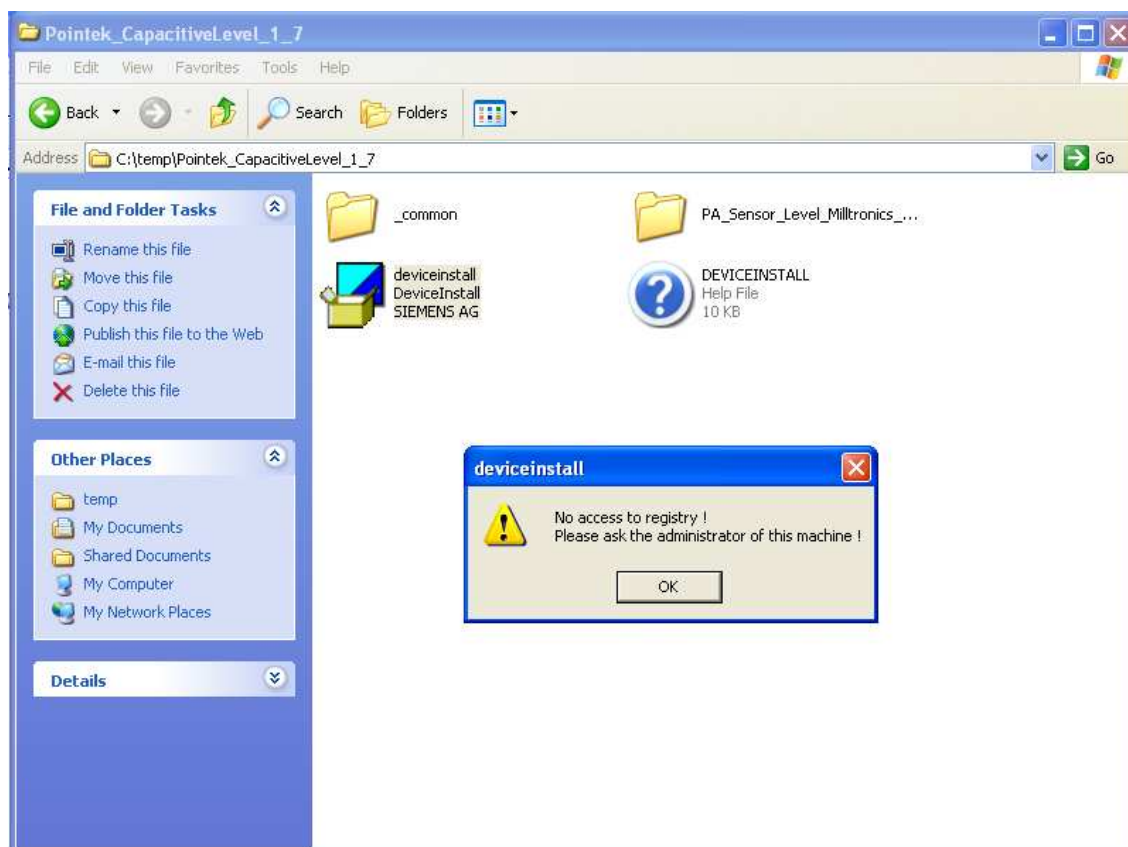 Pointek_CapacitiveLevel_1_7
File Edit View Favorites Tools Help
Back Search Folders
Address C:\temp\Pointek_CapacitiveLevel_1_7 Go
File and Folder Tasks
Rename this file
Move this file
Copy this file
Publish this file to the Web
E-mail this file
Delete this file
Other Places
temp
My Documents
Shared Documents
My Computer
My Network Places
Details
_common
PA_Sensor_Level_Milltronics_...
deviceinstall
DeviceInstall
SIEMENS AG
DEVICEINSTALL
Help File
10 KB
deviceinstall
No access to registry !
Please ask the administrator of this machine !
OK